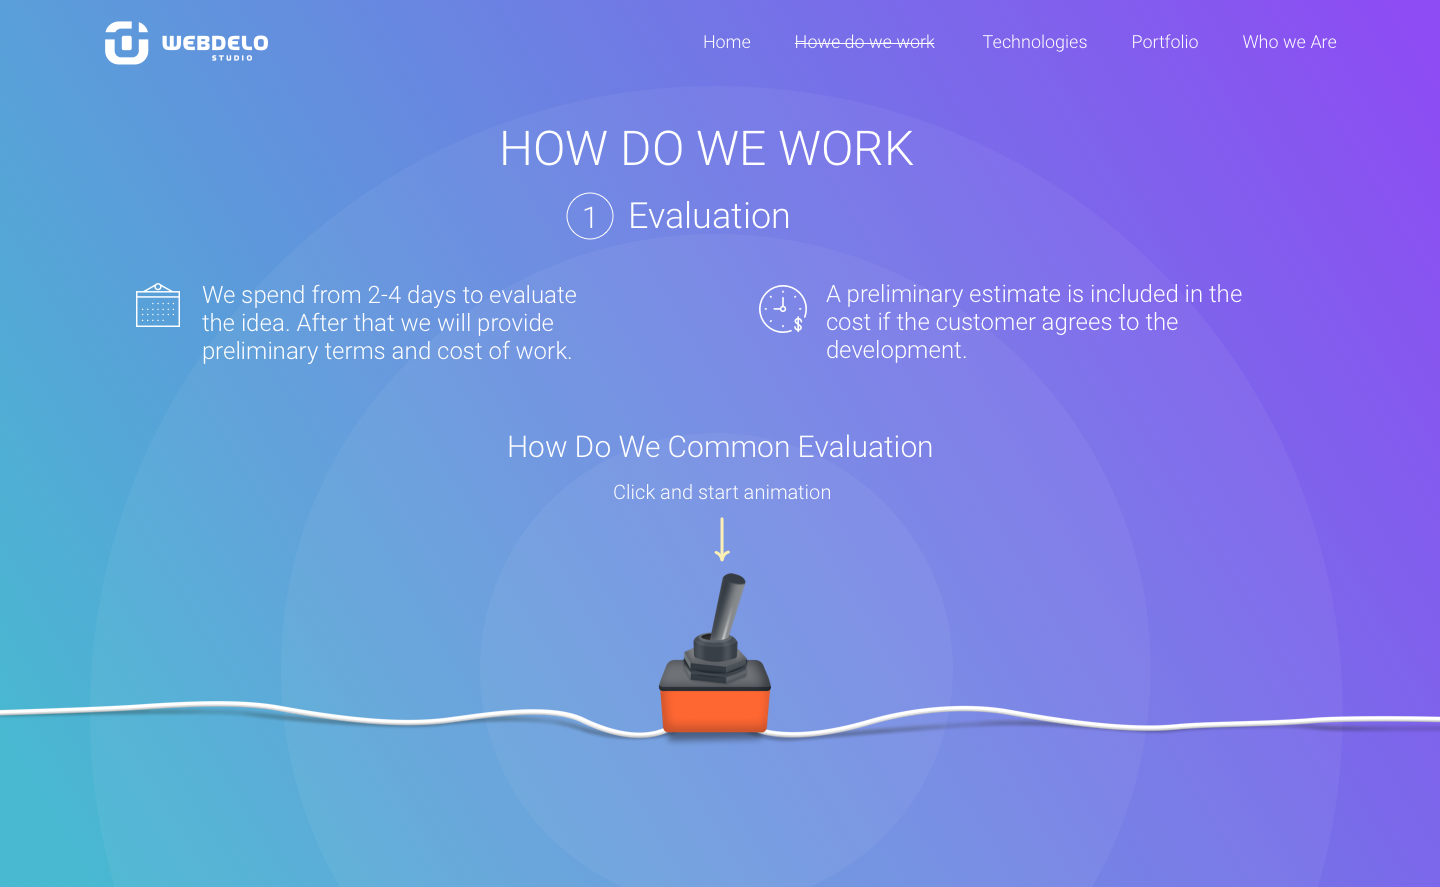 WEBDELO
STUDIO
Home
Howe do we work
Technologies
Portfolio
Who we Are
HOW DO WE WORK
1 Evaluation
We spend from 2-4 days to evaluate
the idea. After that we will provide
preliminary terms and cost of work.
$
A preliminary estimate is included in the
cost if the customer agrees to the
development.
How Do We Common Evaluation
Click and start animation